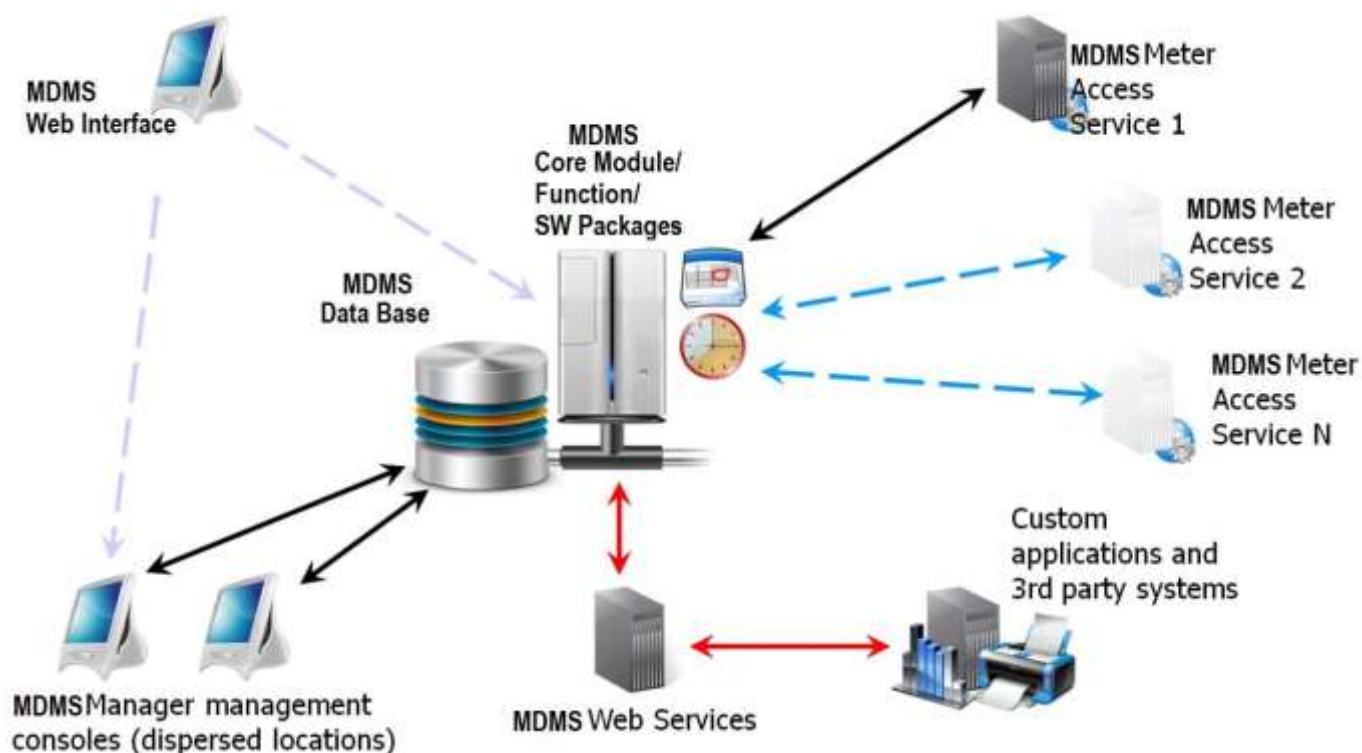 MDMS
Web Interface
MDMS
Core Module/
Function/
SW Packages
MDMS
Data Base
MDMS Meter
Access
Service 1
MDMS Meter
Access
Service 2
MDMS Meter
Access
Service N
Custom
applications and
3rd party systems
MDMS Manager management
consoles (dispersed locations)
MDMS Web Services